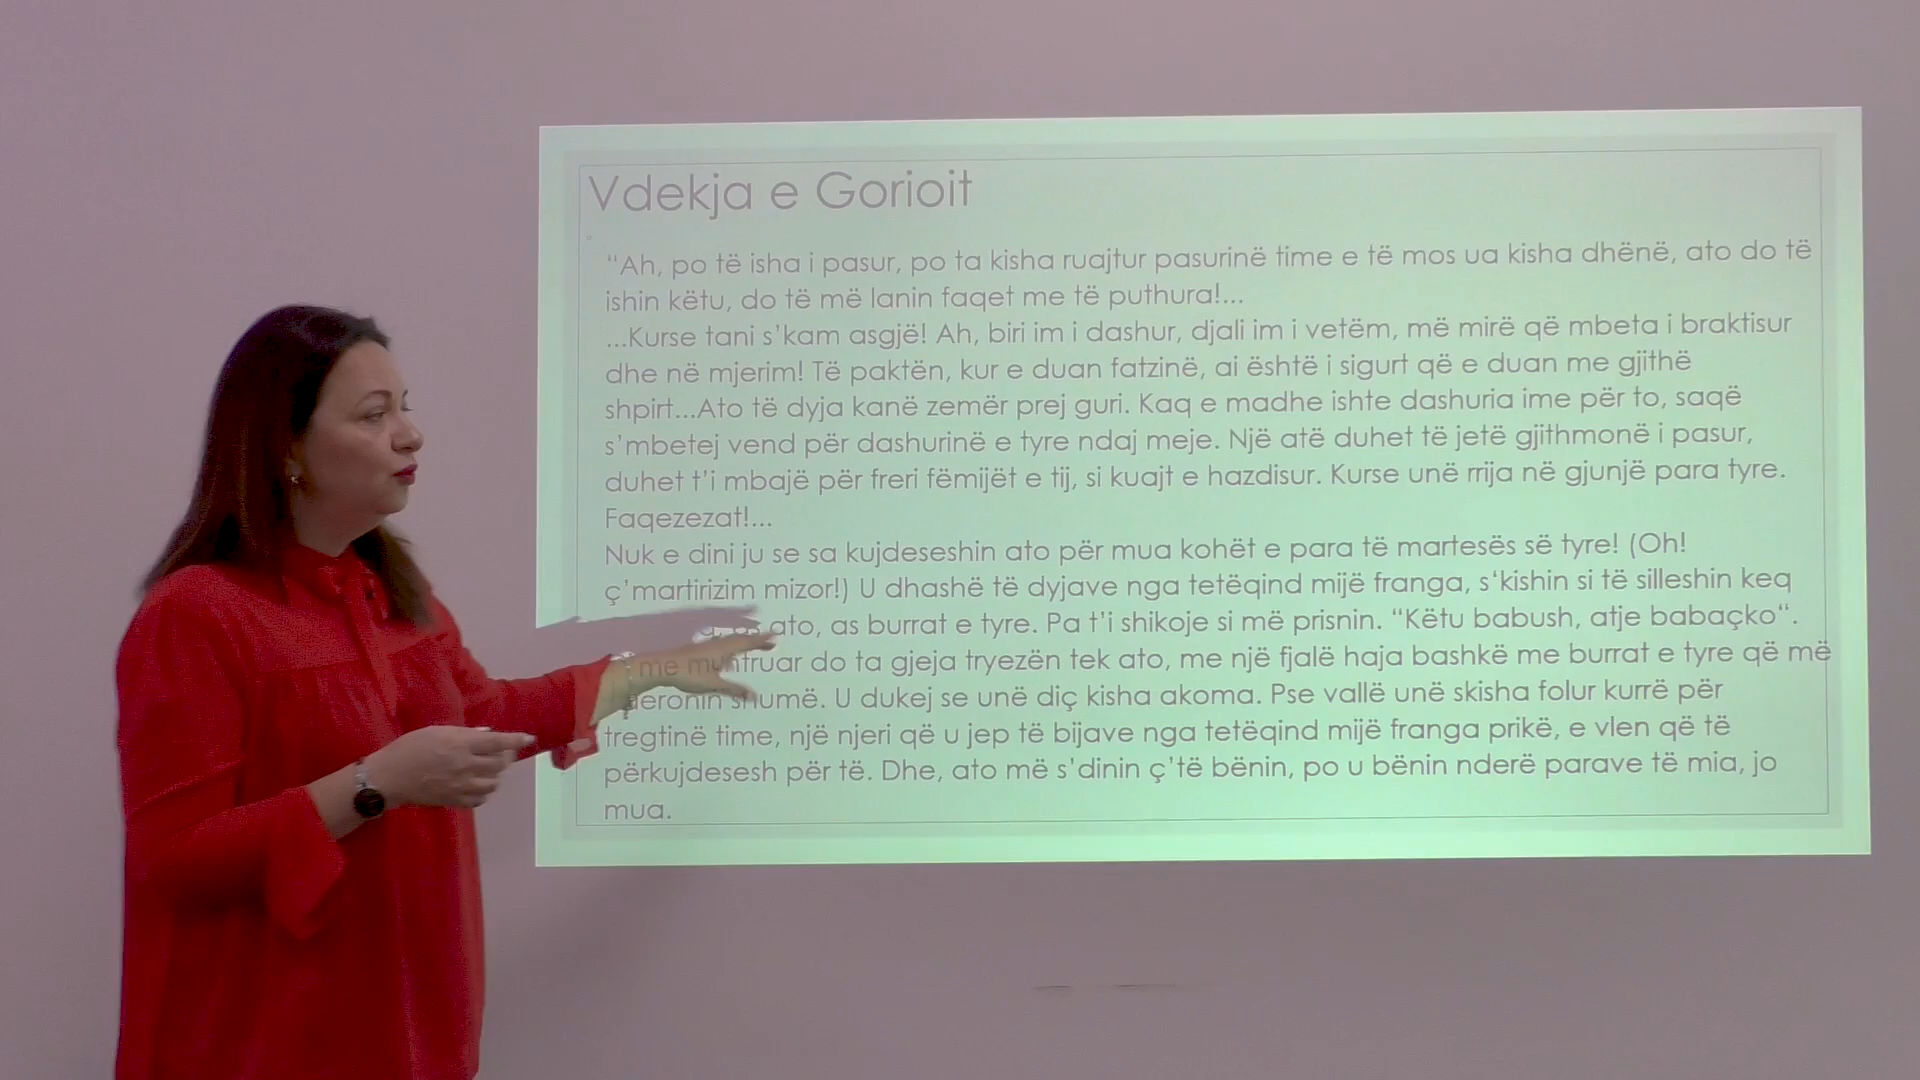 Vdekja e Gorioit
“Ah, po të isha i pasur, po ta kisha ruajtur pasurinë time e të mos ua kisha dhënë, ato do të
ishin këtu, do të më lanin faqet me të puthura!...
...Kurse tani s’kam asgjë! Ah, biri im i dashur, djali im i vetëm, më mirë që mbeta i braktisur
dhe në mjerim! Të paktën, kur e duan fatzinë, ai është i sigurt që e duan me gjithë
shpirt...Ato të dyja kanë zemër prej guri. Kaq e madhe ishte dashuria ime për to, saqë
s’mbetej vend për dashurinë e tyre ndaj meje. Një atë duhet të jetë gjithmonë i pasur,
duhet t’i mbajë për freri fëmijët e tij, si kuajt e hazdisur. Kurse unë rrija në gjunjë para tyre.
Faqezezat!...
Nuk e dini ju se sa kujdeseshin ato për mua kohët e para të martesës së tyre! (Oh!
ç’martirizim mizor!) U dhashë të dyjave nga tetëqind mijë franga, s‘kishin si të silleshin keq
ato, as burrat e tyre. Pa t’i shikoje si më prisnin. “Këtu babush, atje babaçko“.
me do ta gjeja tryezën tek ato, me një fjalë haja bashkë me burrat e tyre që më
shumë. U dukej se unë diç kisha akoma. Pse vallë unë skisha folur kurrë për
tregtinë time, një njeri që u jep të bijave nga tetëqind mijë franga prikë, e vlen që të
përkujdesesh për të. Dhe, ato më s’dinin ç’të bënin, po u bënin nderë parave të mia, jo
mua.